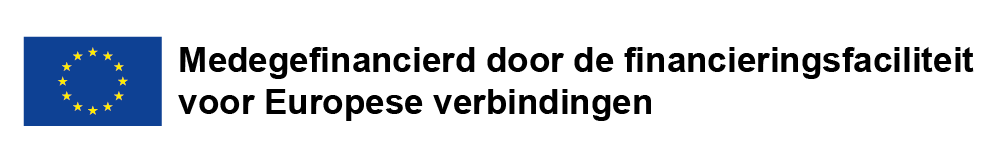 Medegefinancierd door de financieringsfaciliteit
voor Europese verbindingen